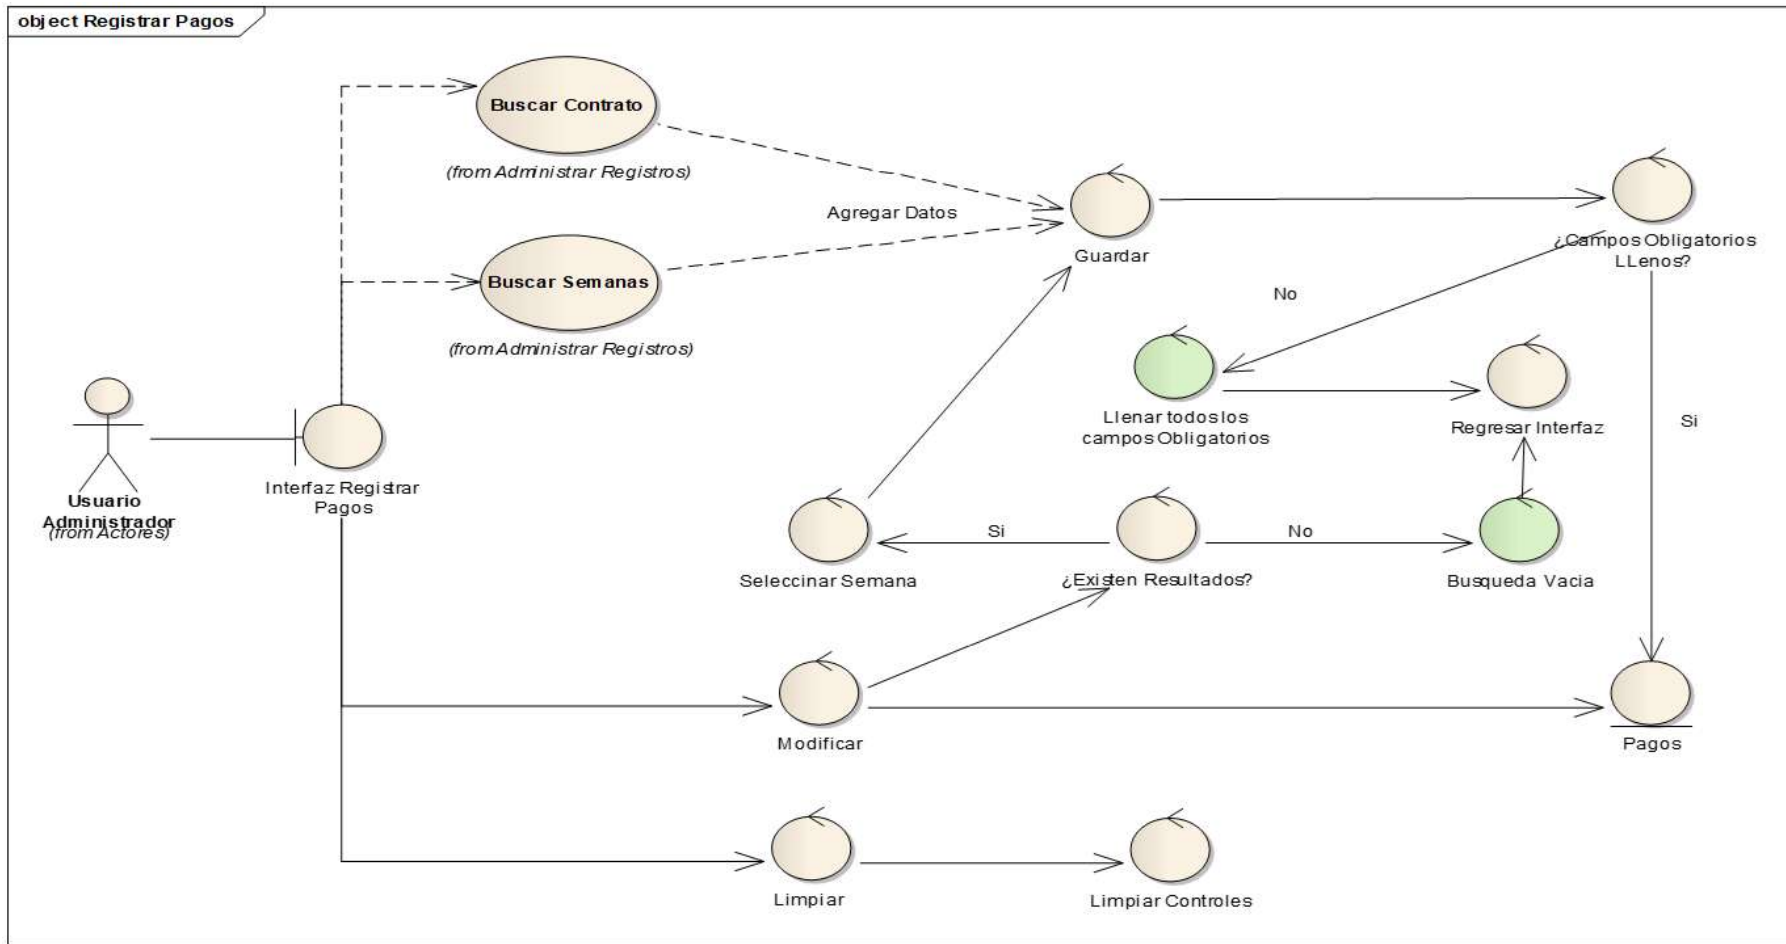 object Registrar Pagos
Buscar Contrato
(from Administrar Registros)
Agregar Datos
Guardar
¿Campos Obligatorios
LLenos?
Buscar Semanas
(from Administrar Registros)
No
Llenar todos los
campos Obligatorios
Regresar Interfaz
Si
Usuario
Administrador
(from Actores)
Interfaz Registrar
Pagos
Si
No
Seleccinar Semana
¿Existen Resultados?
Busqueda Vacia
Modificar
Pagos
Limpiar
Limpiar Controles